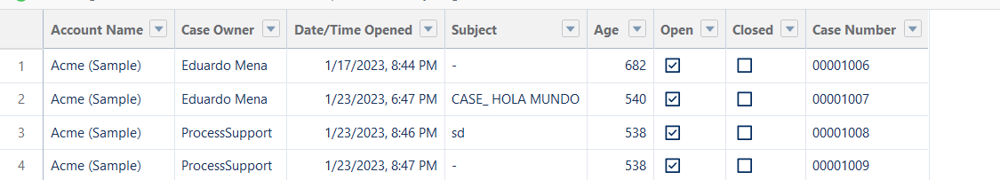 Account Name Case Owner Date/Time Opened Subject Age Open Closed Case Number
1 Acme (Sample) Eduardo Mena 1/17/2023, 8:44 PM - 682 00001006
2 Acme (Sample) Eduardo Mena 1/23/2023, 6:47 PM CASE_ HOLA MUNDO 540 00001007
3 Acme (Sample) ProcessSupport 1/23/2023, 8:46 PM sd 538 00001008
4 Acme (Sample) ProcessSupport 1/23/2023, 8:47 PM - 538 00001009